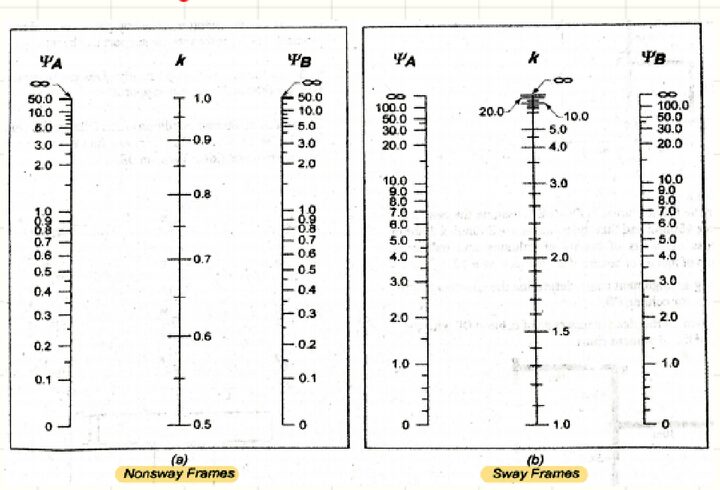 ΨA k ΨB
∞ ∞
50.0 1.0 50.0
10.0 10.0
6.0 5.0
3.0 0.9 3.0
2.0 2.0
0.8
1.0 1.0
0.9 0.9
0.8 0.8
0.7 0.7
0.6 0.7 0.6
0.5 0.5
0.4 0.4
0.3 0.3
0.6
0.2 0.2
0.1 0.1
0 0.5 0
(a)
Nonsway Frames
ΨA k ΨB
∞
∞ ∞
100.0 20.0 10.0 100.0
50.0 50.0
30.0 5.0 30.0
20.0 4.0 20.0
10.0 3.0 10.0
9.0 9.0
8.0 8.0
7.0 7.0
6.0 6.0
5.0 5.0
4.0 2.0 4.0
3.0 3.0
2.0 2.0
1.5
1.0 1.0
0 1.0 0
(b)
Sway Frames